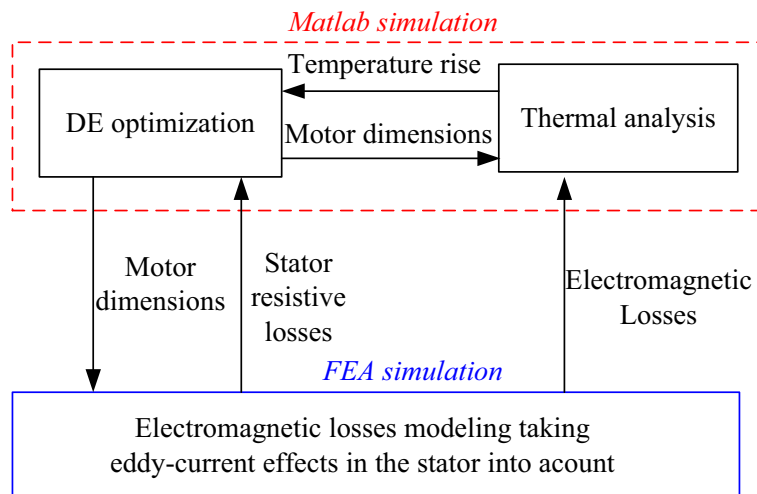 Matlab simulation
Temperature rise
DE optimization
Thermal analysis
Motor dimensions
Motor
dimensions
Stator
resistive
losses
Electromagnetic
Losses
FEA simulation
Electromagnetic losses modeling taking
eddy-current effects in the stator into acount